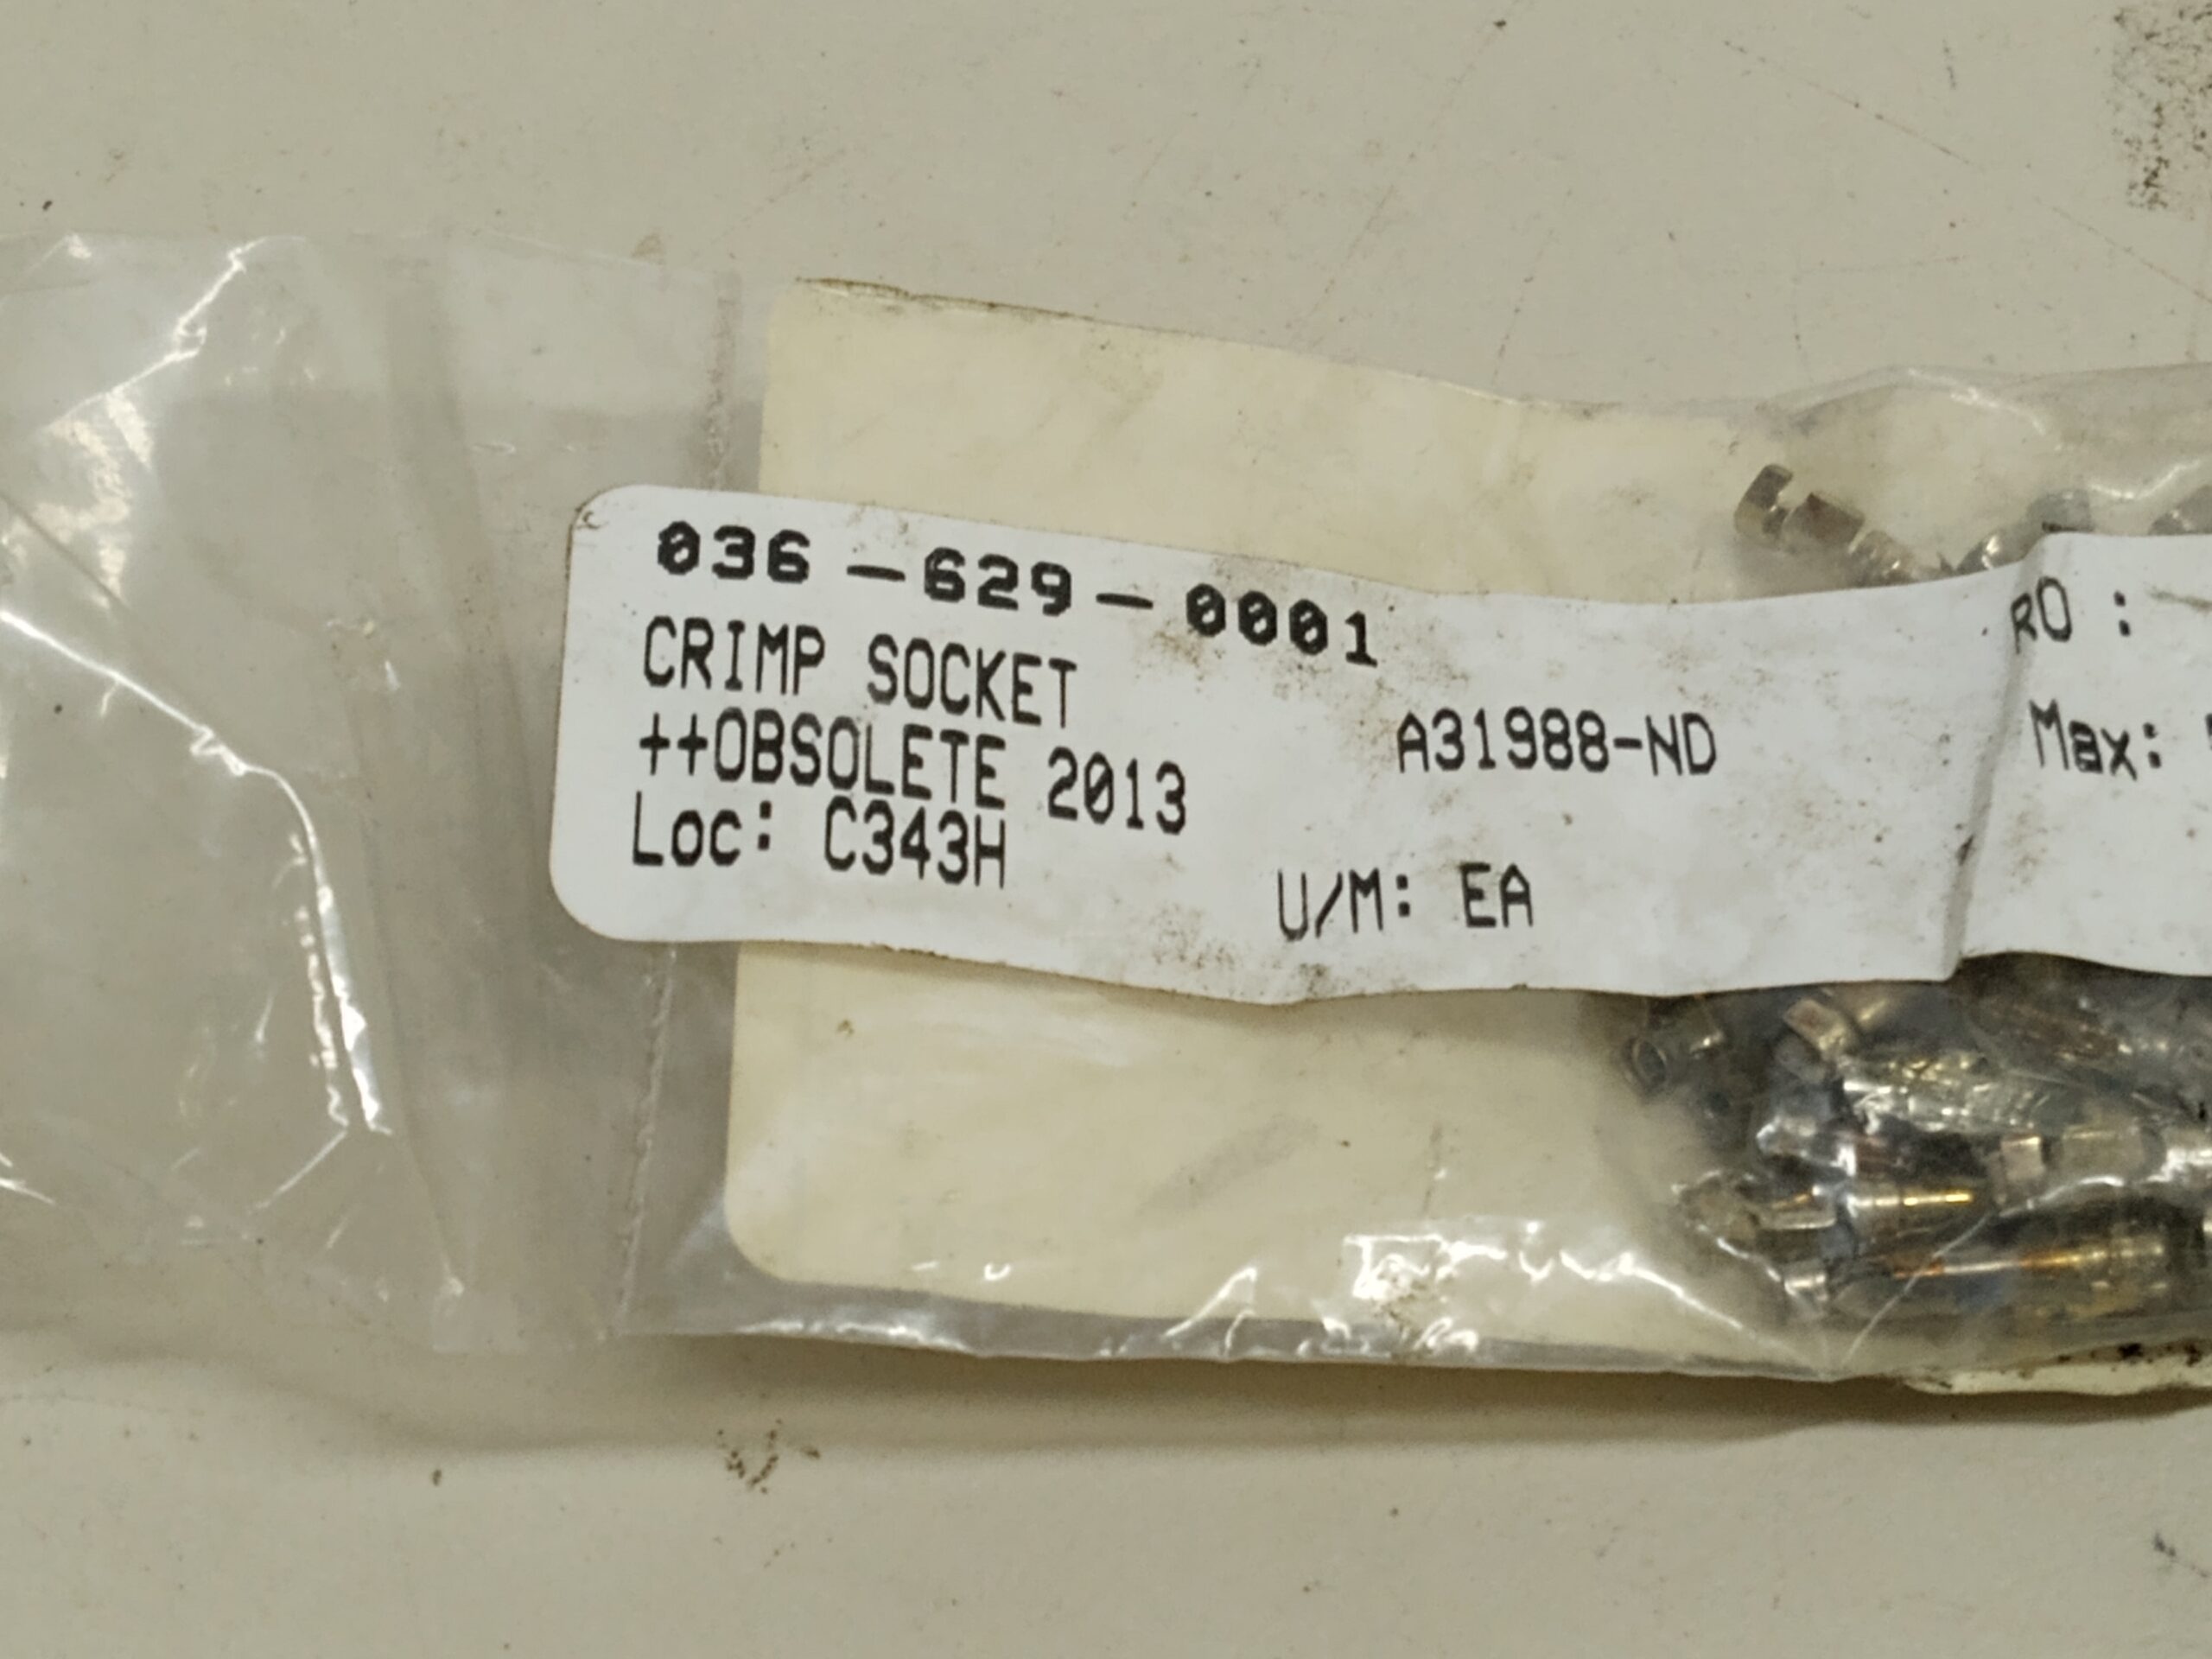 036-629-0001
CRIMP SOCKET
++OBSOLETE 2013
A31988-ND
Loc: C343H
U/M: EA
RO :
Max: